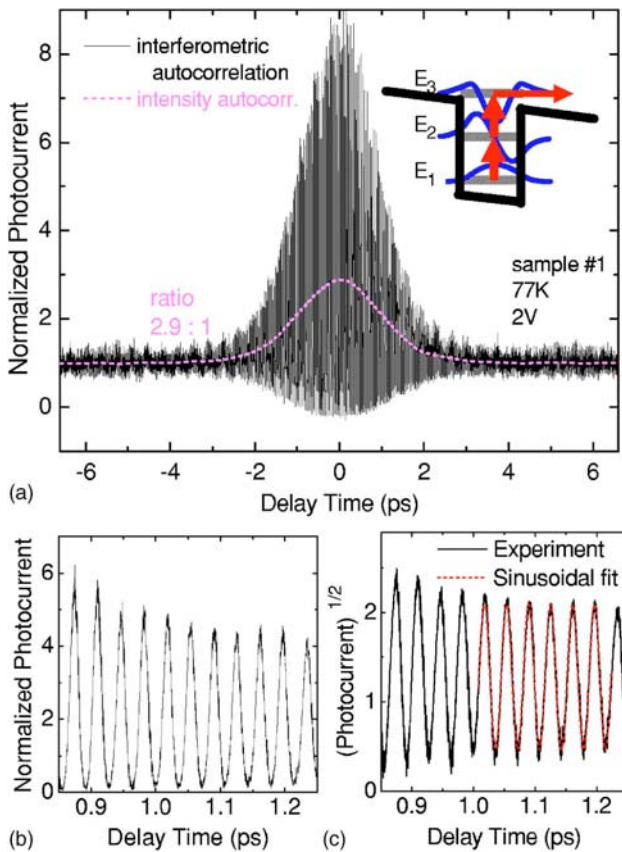 8
6
4
2
0
Normalized Photocurrent
interferometric
autocorrelation
intensity autocorr.
E3
E2
E1
ratio
2.9 : 1
sample #1
77K
2V
-6 -4 -2 0 2 4 6
Delay Time (ps)
(a)
6
4
2
0
Normalized Photocurrent
0.9 1.0 1.1 1.2
Delay Time (ps)
(b)
Experiment
Sinusoidal fit
2
1
0
(Photocurrent)1/2
0.9 1.0 1.1 1.2
Delay Time (ps)
(c)